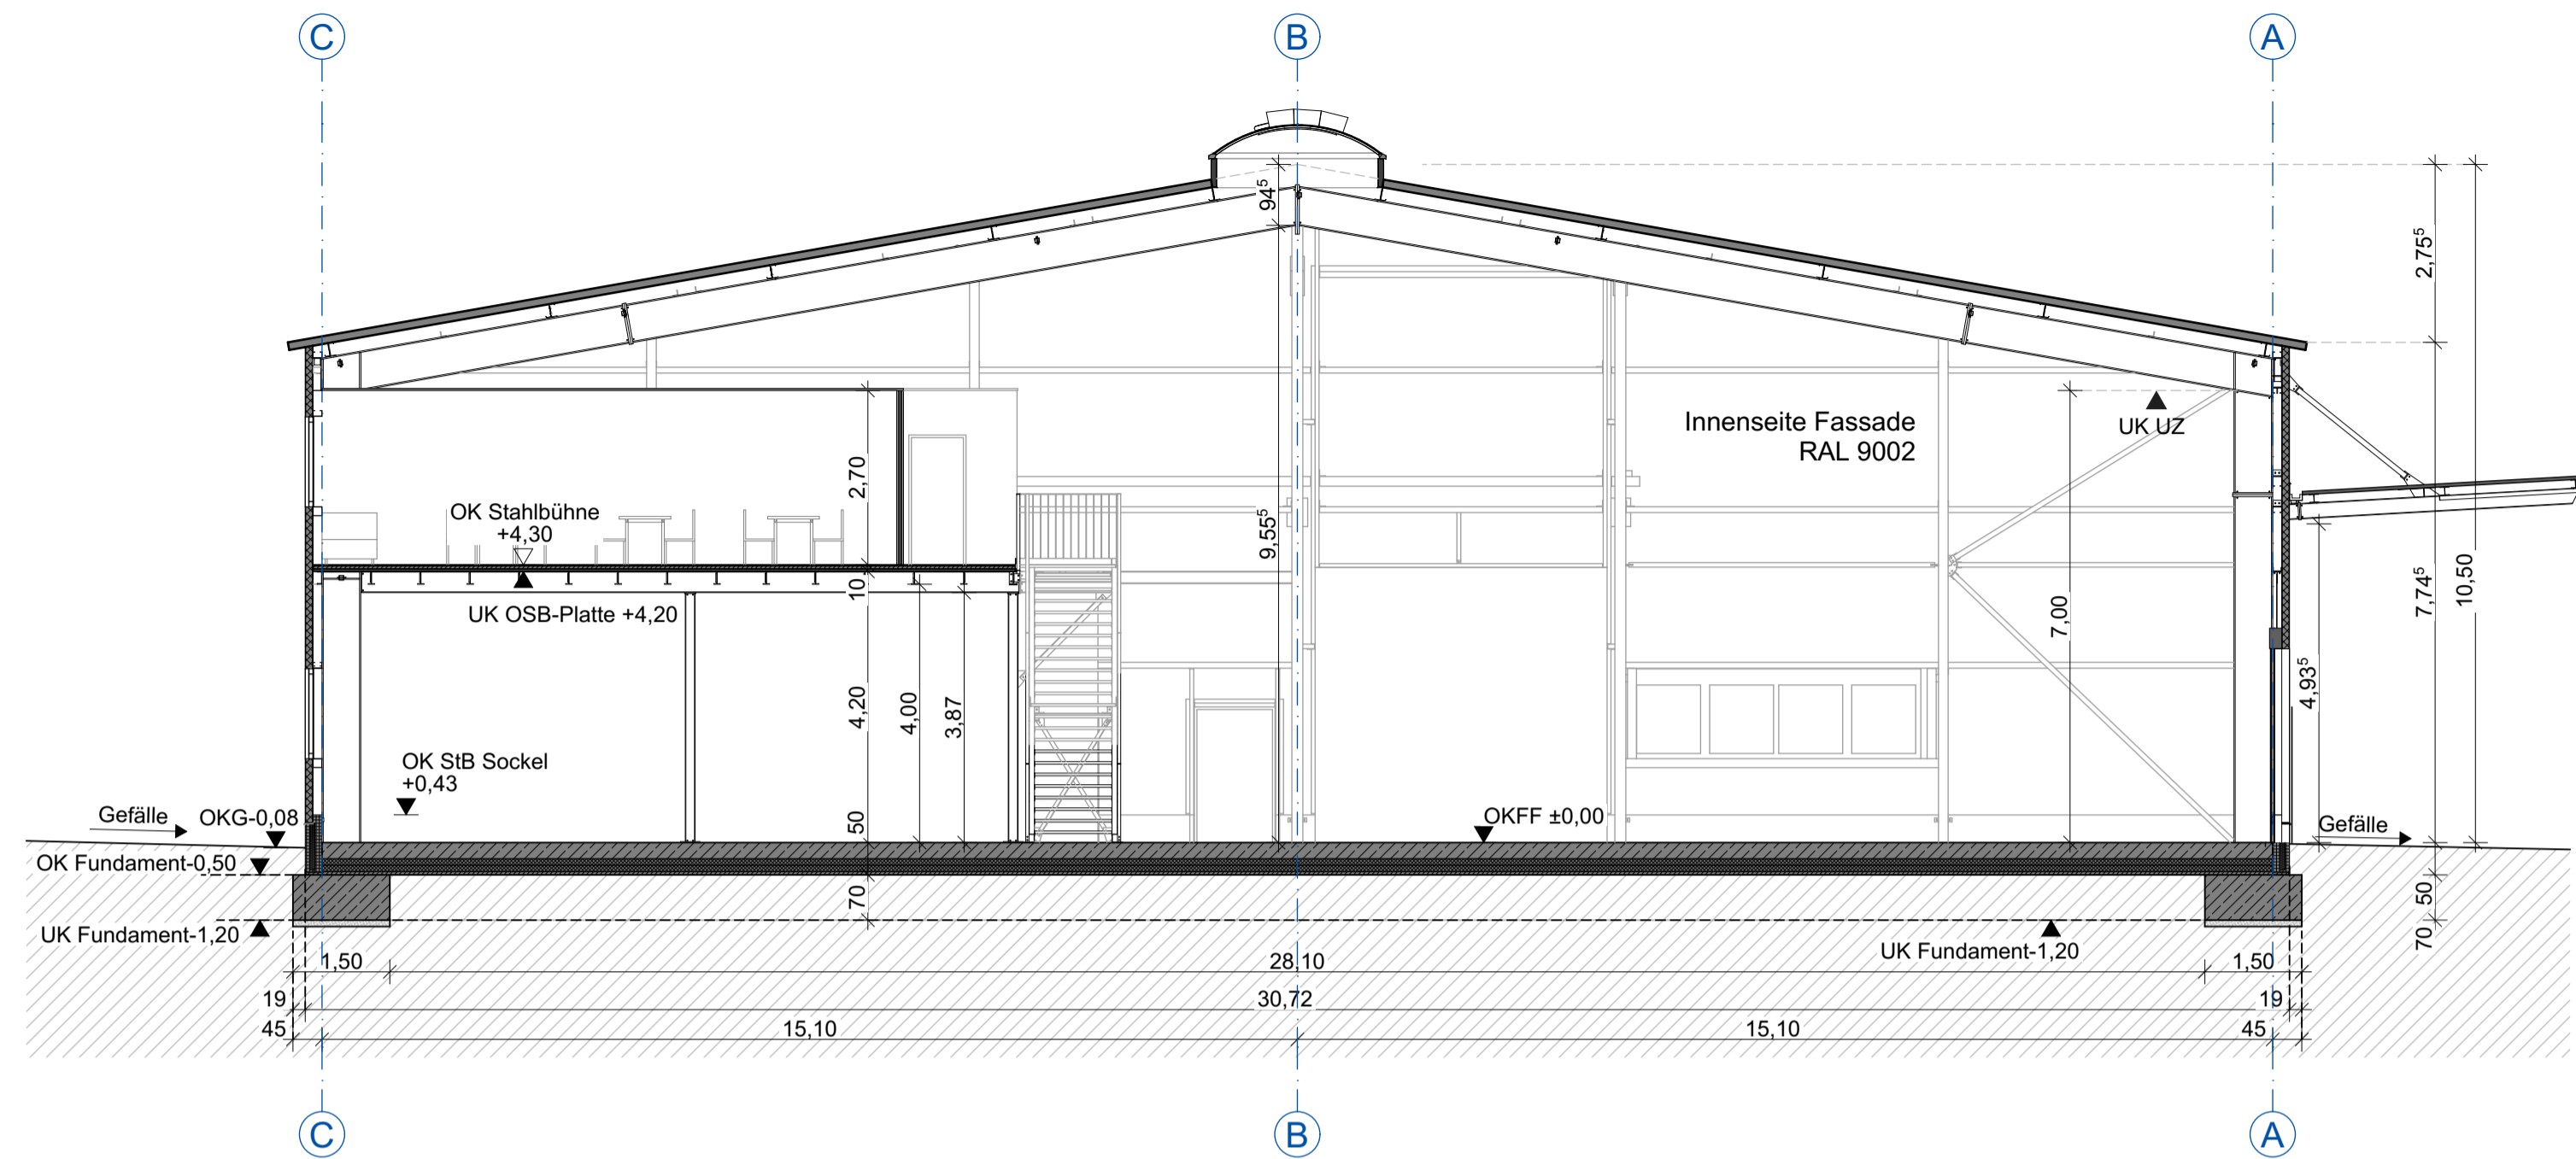 C
B
A
94⁵
2,75⁵
Innenseite Fassade
RAL 9002
UK UZ
2,70
OK Stahlbühne
+4,30
9,55⁵
10,50
10
7,74⁵
UK OSB-Platte +4,20
7,00
4,20
4,00
3,87
4,93⁵
OK StB Sockel
+0,43
Gefälle
OKG-0,08
50
OKFF ±0,00
Gefälle
OK Fundament-0,50
70
50
UK Fundament-1,20
UK Fundament-1,20
70
1,50
28,10
1,50
19
30,72
19
45
15,10
15,10
45
C
B
A